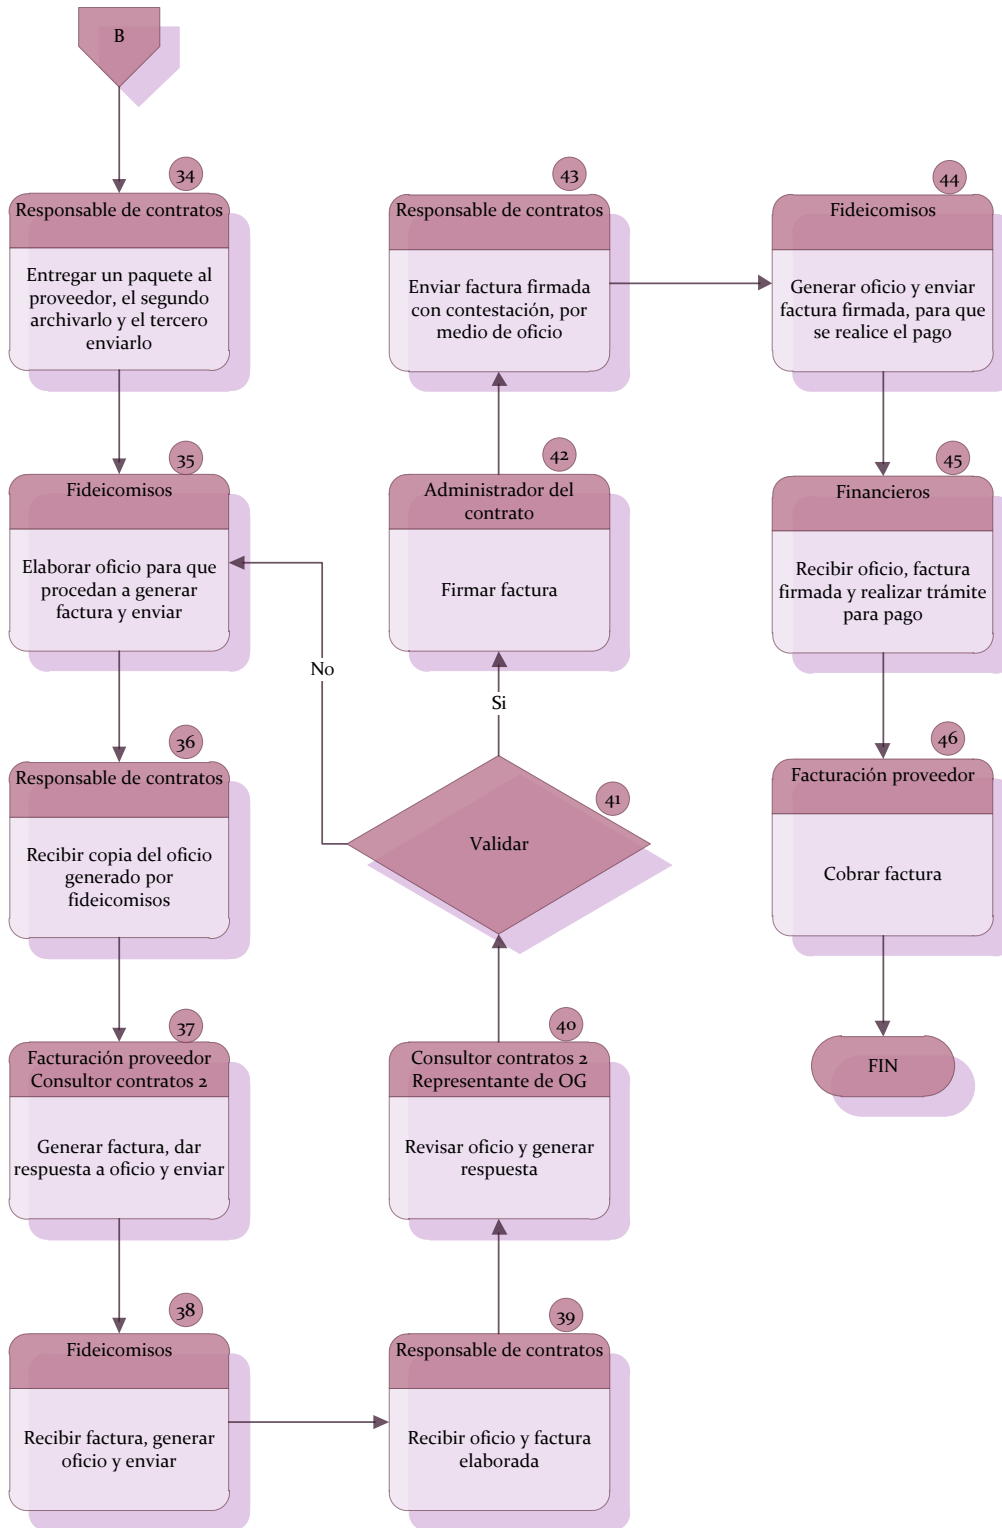 B
34
Responsable de contratos
Entregar un paquete al
proveedor, el segundo
archivarlo y el tercero
enviarlo
35
Fideicomisos
Elaborar oficio para que
procedan a generar
factura y enviar
36
Responsable de contratos
Recibir copia del oficio
generado por
fideicomisos
37
Facturación proveedor
Consultor contratos 2
Generar factura, dar
respuesta a oficio y enviar
38
Fideicomisos
Recibir factura, generar
oficio y enviar
39
Responsable de contratos
Recibir oficio y factura
elaborada
40
Consultor contratos 2
Representante de OG
Revisar oficio y generar
respuesta
41
Validar
No
Si
42
Administrador del
contrato
Firmar factura
43
Responsable de contratos
Enviar factura firmada
con contestación, por
medio de oficio
44
Fideicomisos
Generar oficio y enviar
factura firmada, para que
se realice el pago
45
Financieros
Recibir oficio, factura
firmada y realizar trámite
para pago
46
Facturación proveedor
Cobrar factura
FIN